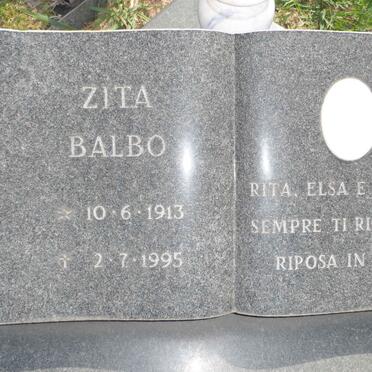 ZITA
BALBO
☆ 10·6·1913
✝ 2·7·1995
RITA, ELSA E
SEMPRE TI
RIPOSA IN